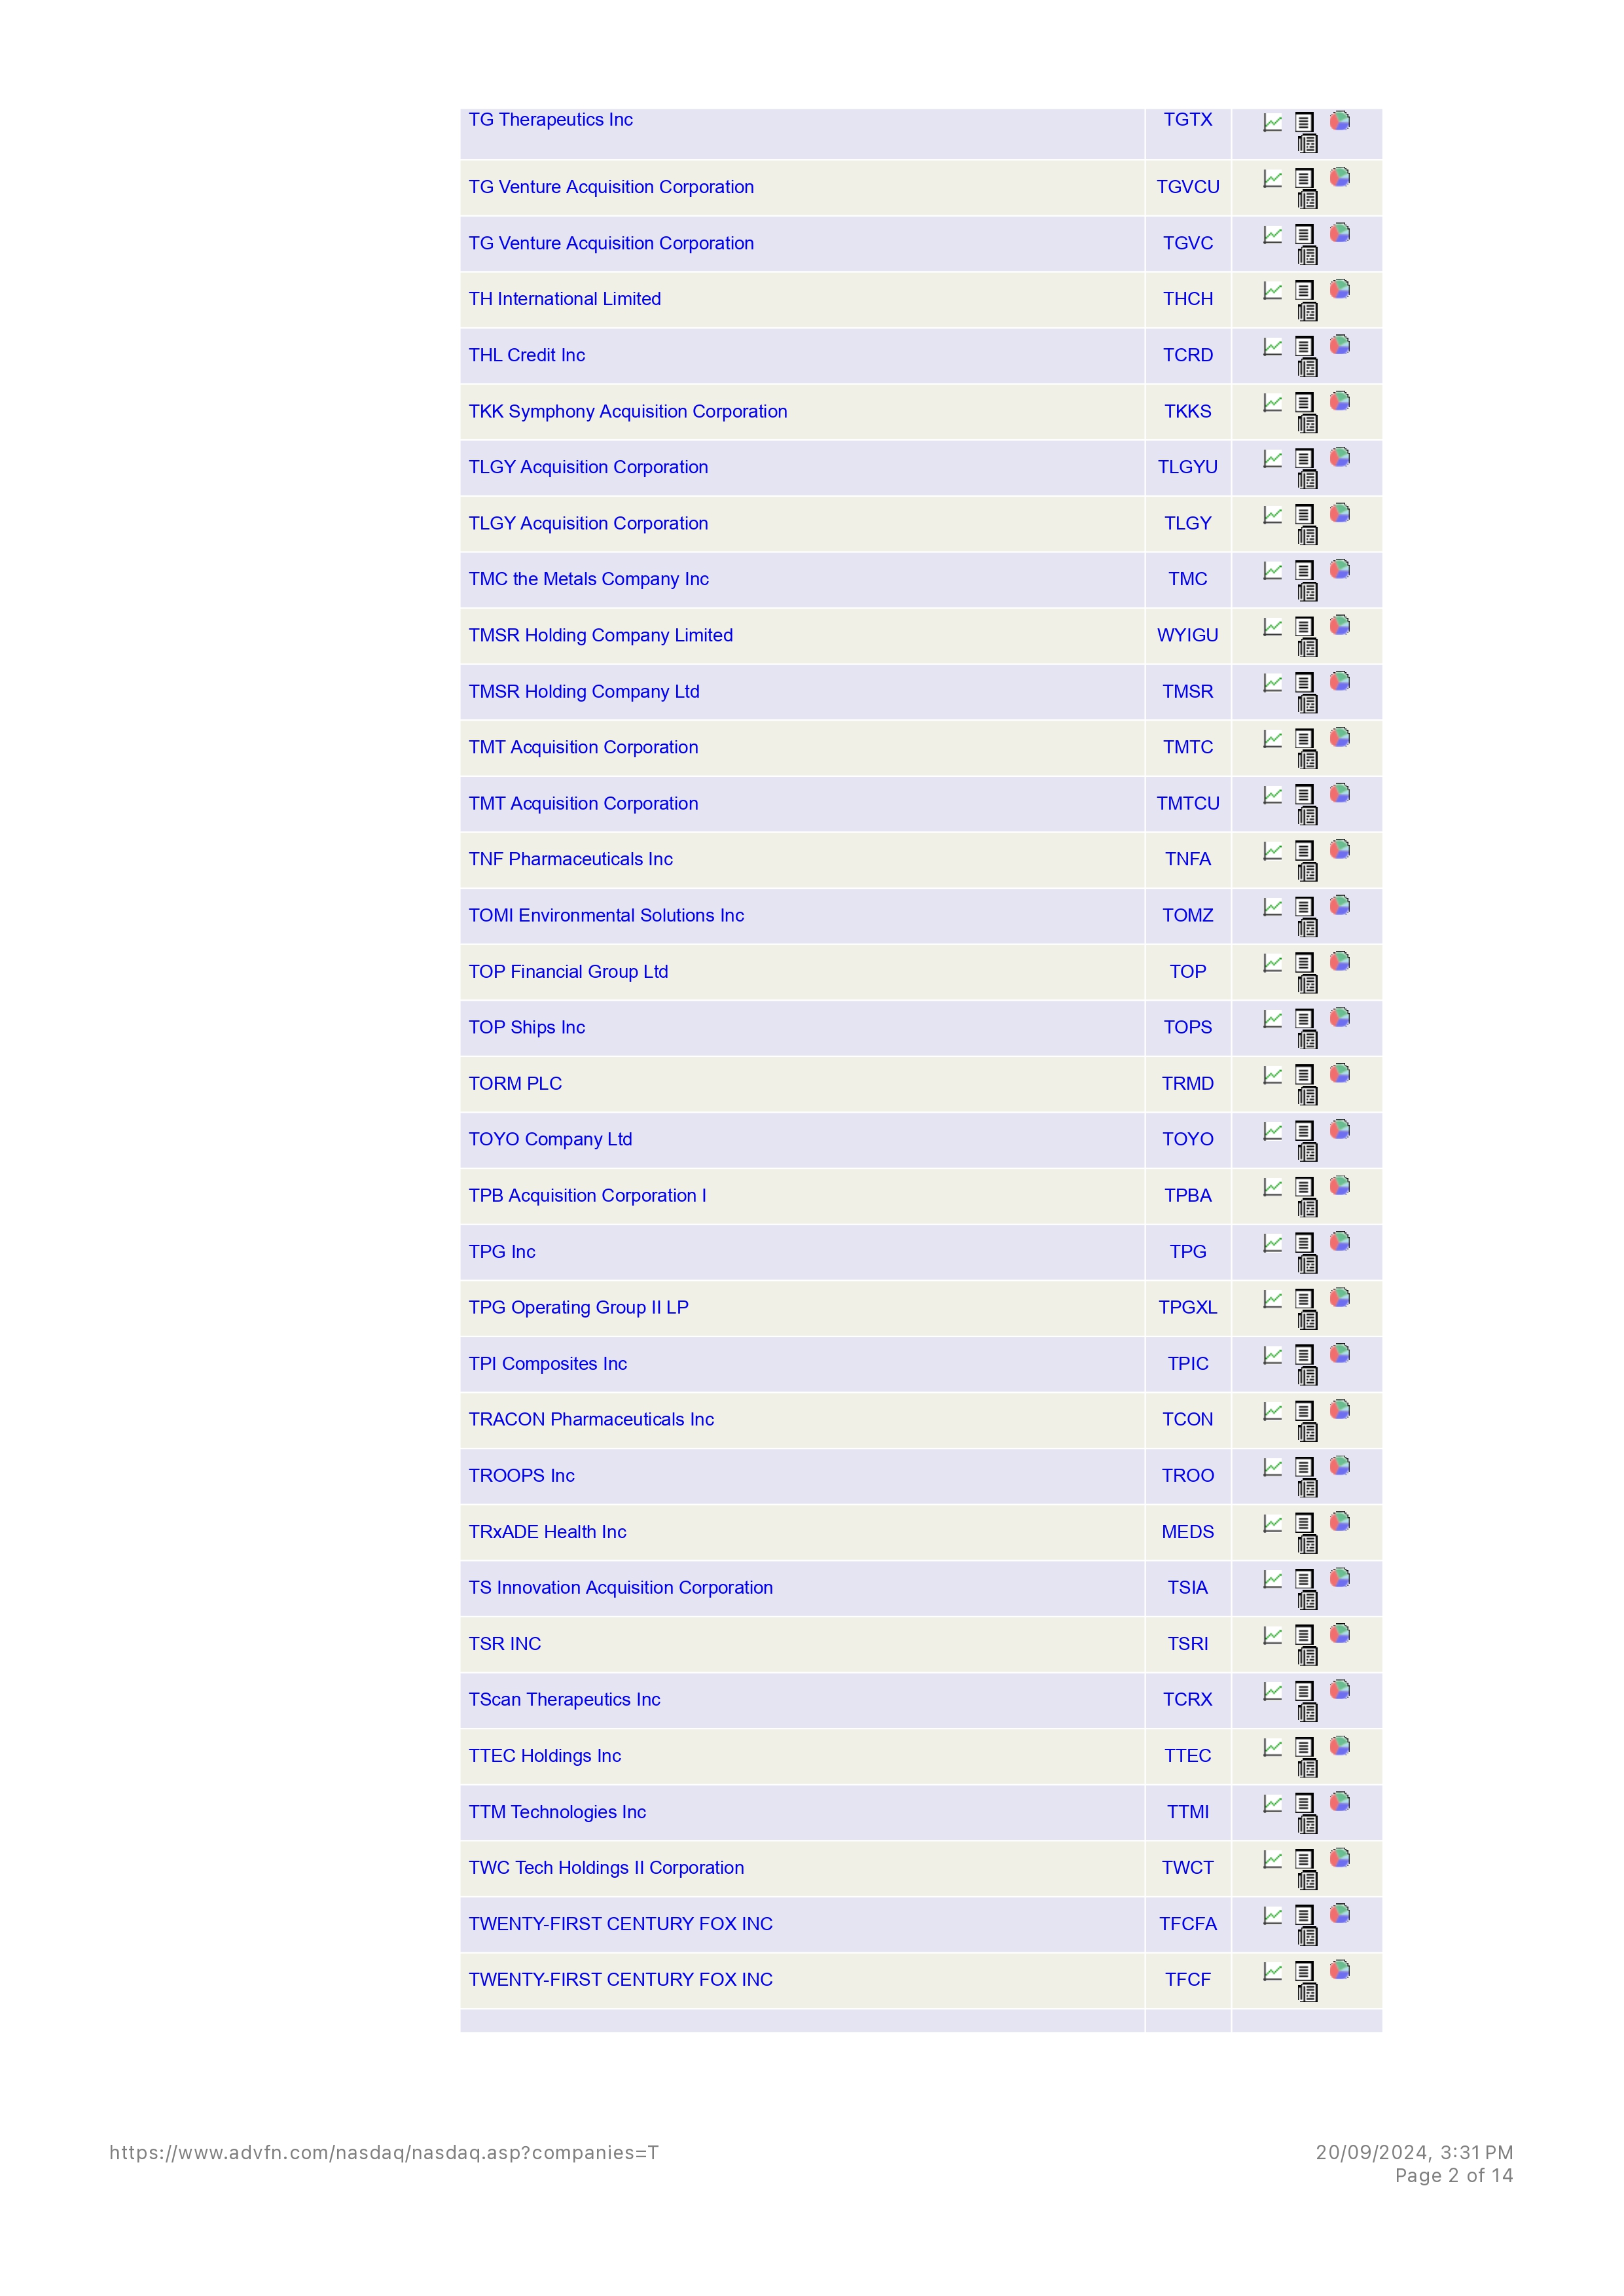 TG Therapeutics Inc TGTX
TG Venture Acquisition Corporation TGVCU
TG Venture Acquisition Corporation TGVC
TH International Limited THCH
THL Credit Inc TCRD
TKK Symphony Acquisition Corporation TKKS
TLGY Acquisition Corporation TLGYU
TLGY Acquisition Corporation TLGY
TMC the Metals Company Inc TMC
TMSR Holding Company Limited WYIGU
TMSR Holding Company Ltd TMSR
TMT Acquisition Corporation TMTC
TMT Acquisition Corporation TMTCU
TNF Pharmaceuticals Inc TNFA
TOMI Environmental Solutions Inc TOMZ
TOP Financial Group Ltd TOP
TOP Ships Inc TOPS
TORM PLC TRMD
TOYO Company Ltd TOYO
TPB Acquisition Corporation I TPBA
TPG Inc TPG
TPG Operating Group II LP TPGXL
TPI Composites Inc TPIC
TRACON Pharmaceuticals Inc TCON
TROOPS Inc TROO
TRxADE Health Inc MEDS
TS Innovation Acquisition Corporation TSIA
TSR INC TSRI
TScan Therapeutics Inc TCRX
TTEC Holdings Inc TTEC
TTM Technologies Inc TTMI
TWC Tech Holdings II Corporation TWCT
TWENTY-FIRST CENTURY FOX INC TFCFA
TWENTY-FIRST CENTURY FOX INC TFCF
https://www.advfn.com/nasdaq/nasdaq.asp?companies=T 20/09/2024, 3:31 PM
Page 2 of 14